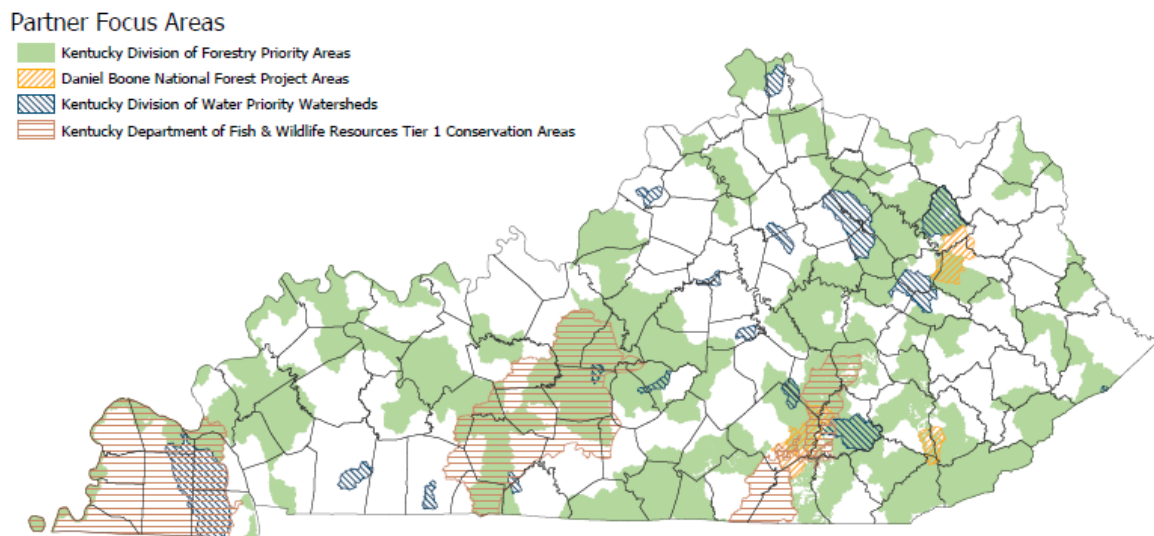 Partner Focus Areas
Kentucky Division of Forestry Priority Areas
Daniel Boone National Forest Project Areas
Kentucky Division of Water Priority Watersheds
Kentucky Department of Fish & Wildlife Resources Tier 1 Conservation Areas